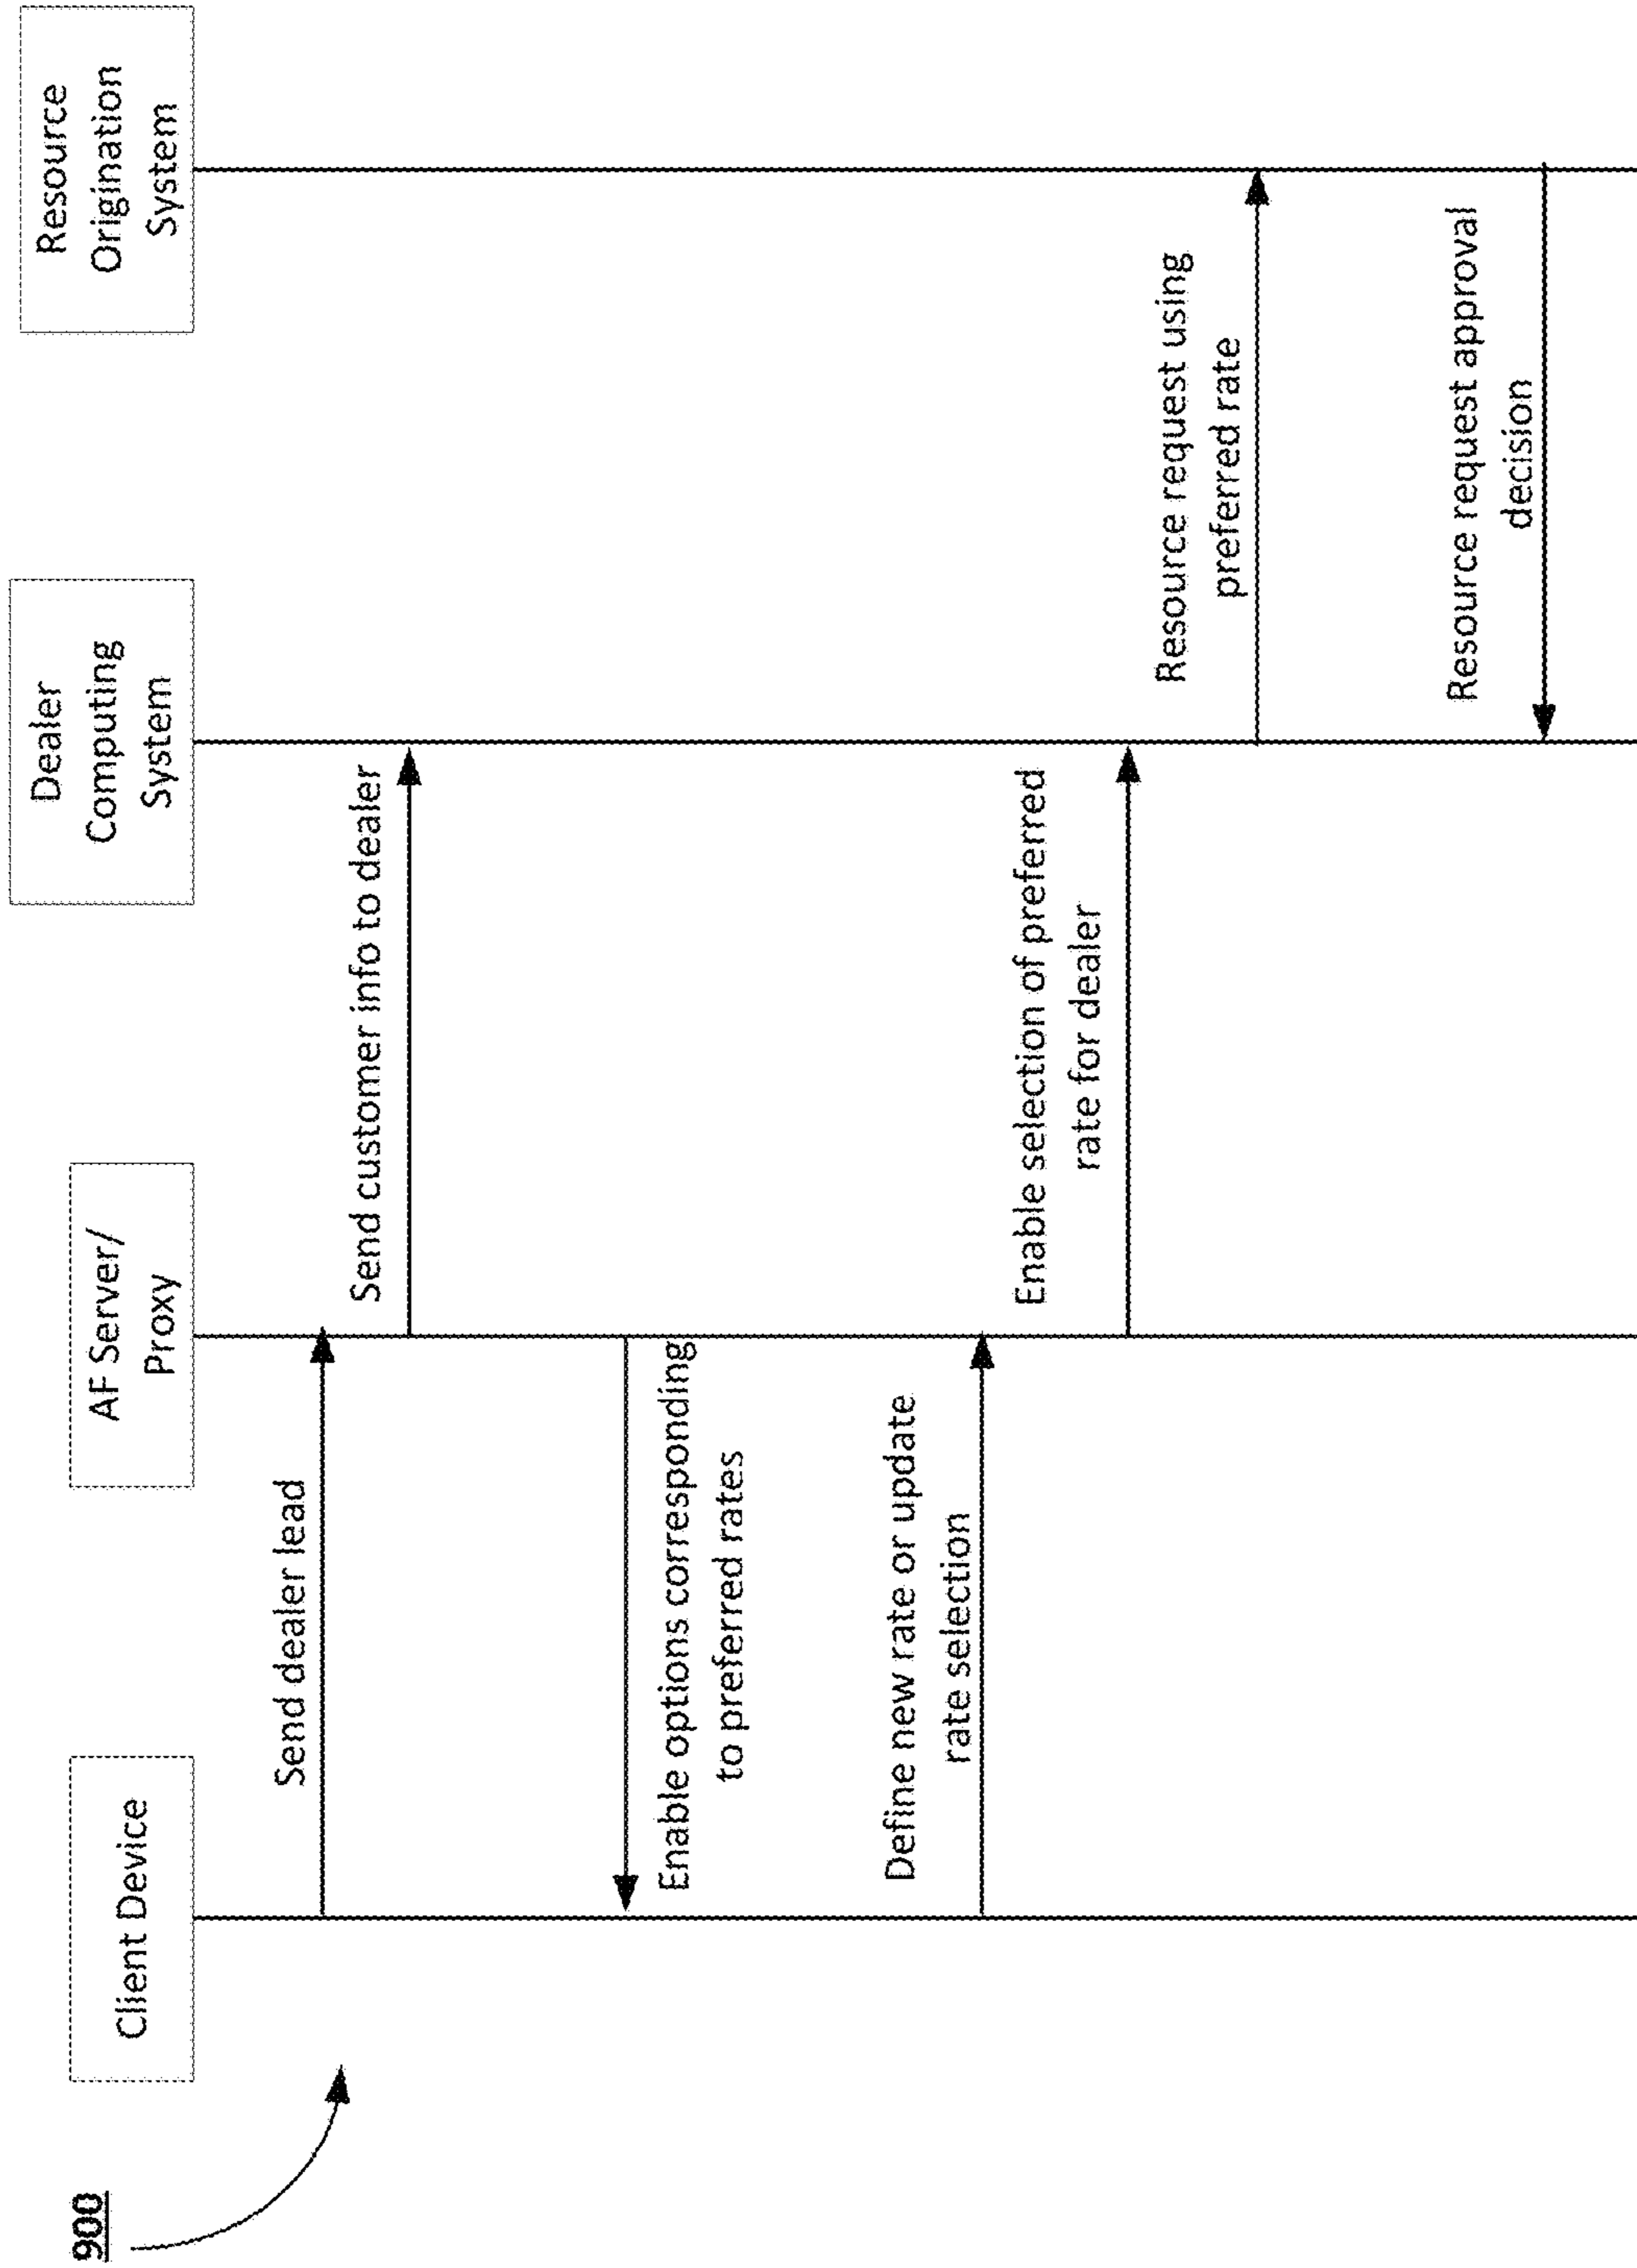 900
Client Device
AF Server/
Proxy
Dealer
Computing
System
Resource
Origination
System
Send dealer lead
Send customer info to dealer
Enable options corresponding
to preferred rates
Define new rate or update
rate selection
Enable selection of preferred
rate for dealer
Resource request using
preferred rate
Resource request approval
decision